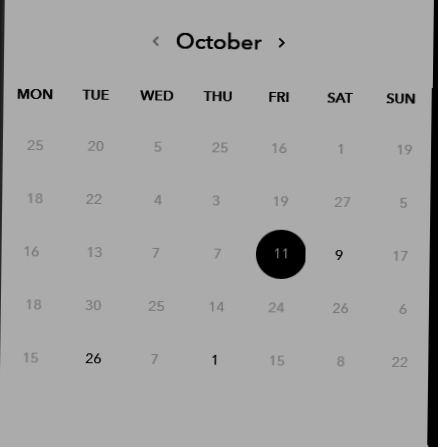 ‹ October ›
MON TUE WED THU FRI SAT SUN
25 20 5 25 16 1 19
18 22 4 3 19 27 5
16 13 7 7 11 9 17
18 30 25 14 24 26 6
15 26 7 1 15 8 22